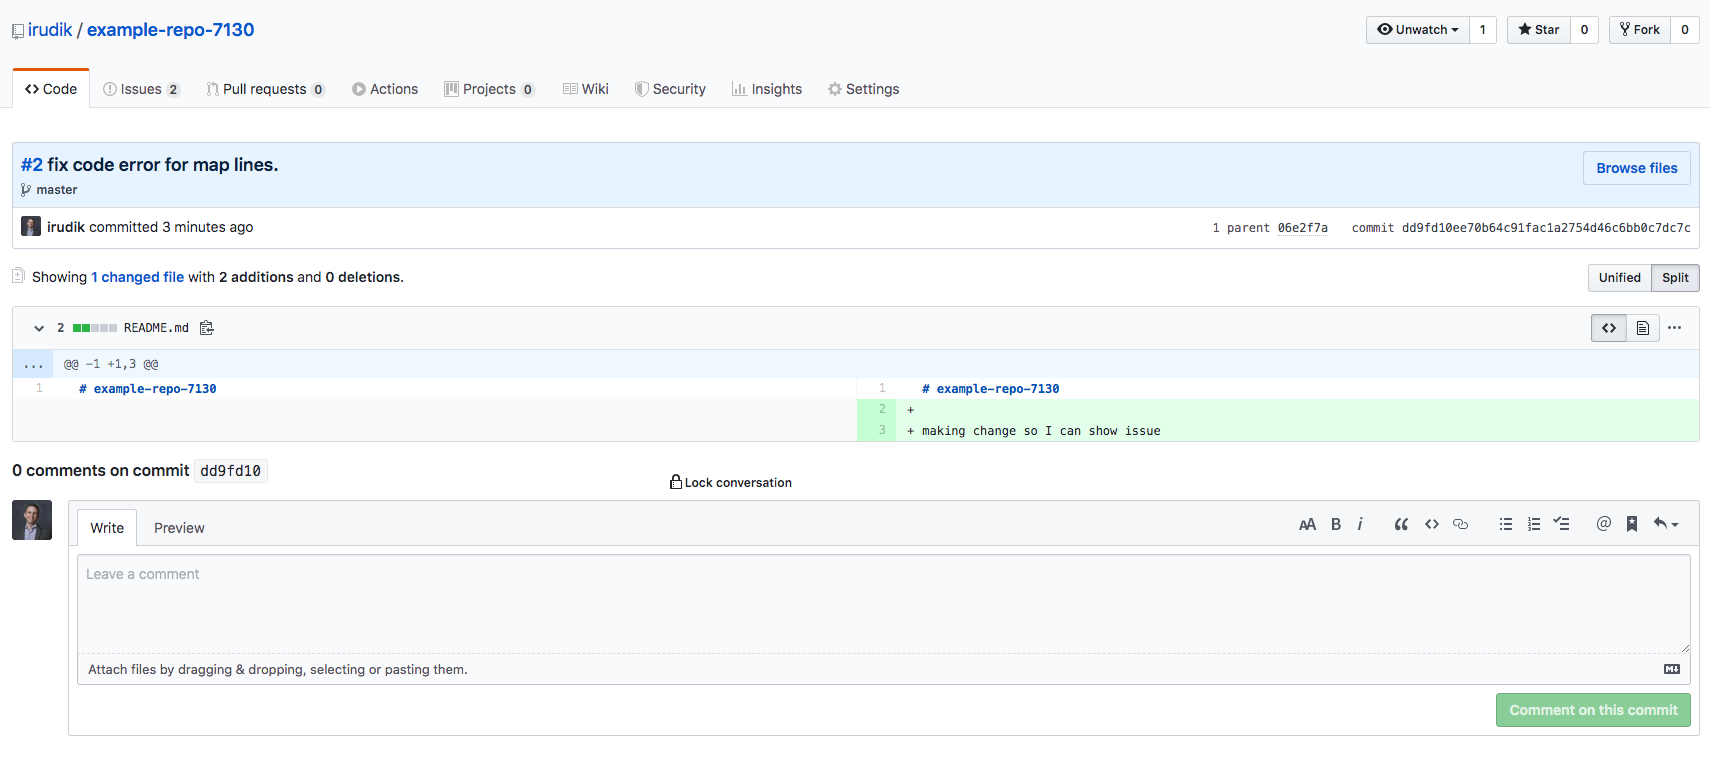 irudik / example-repo-7130
Unwatch 1 Star 0 Fork 0
Code Issues 2 Pull requests 0 Actions Projects 0 Wiki Security Insights Settings
#2 fix code error for map lines.
Browse files
master
irudik committed 3 minutes ago
1 parent 06e2f7a commit dd9fd10ee70b64c91fac1a2754d46c6bb0c7dc7c
Showing 1 changed file with 2 additions and 0 deletions.
Unified Split
2 README.md
... @@ -1 +1,3 @@
1 # example-repo-7130 1 # example-repo-7130
2 +
3 + making change so I can show issue
0 comments on commit dd9fd10
Lock conversation
Write Preview
AA B i “ <> @
Leave a comment
Attach files by dragging & dropping, selecting or pasting them.
Comment on this commit